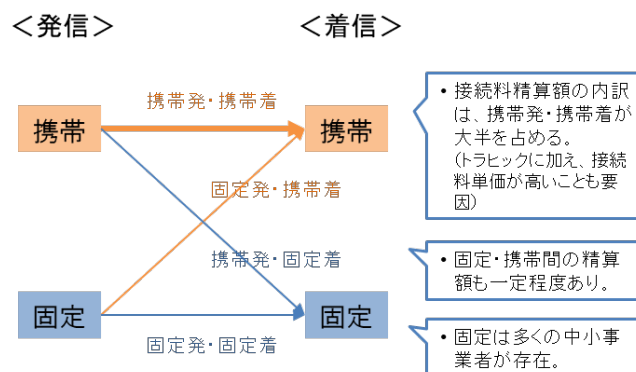 ＜発信＞
＜着信＞
携帯発・携帯着
携帯
携帯
固定発・携帯着
携帯発・固定着
固定
固定
固定発・固定着
・接続料精算額の内訳
は、携帯発・携帯着が
大半を占める。
（トラヒックに加え、接続
料単価が高いことも要
因）
・固定・携帯間の精算
額も一定程度あり。
・固定は多くの中小事
業者が存在。